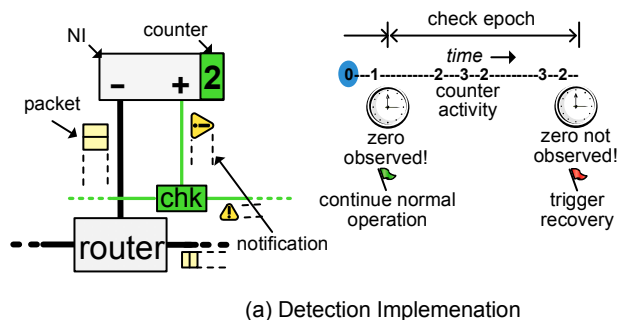 NI
counter
2
- +
packet
chk
router
notification
check epoch
time
0---1----------2---3--2---------3--2--
counter
activity
zero
observed!
continue normal
operation
zero not
observed!
trigger
recovery
(a) Detection Implemenation